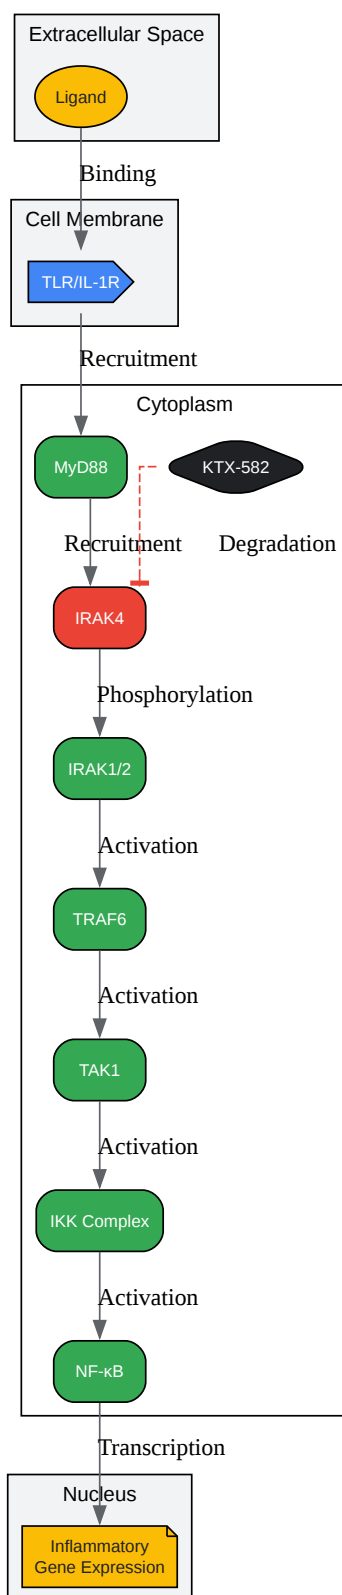 Extracellular Space
Ligand
Binding
Cell Membrane
TLR/IL-1R
Recruitment
Cytoplasm
MyD88
KTX-582
Recruitment
Degradation
IRAK4
Phosphorylation
IRAK1/2
Activation
TRAF6
Activation
TAK1
Activation
IKK Complex
Activation
NF-κB
Transcription
Nucleus
Inflammatory
Gene Expression